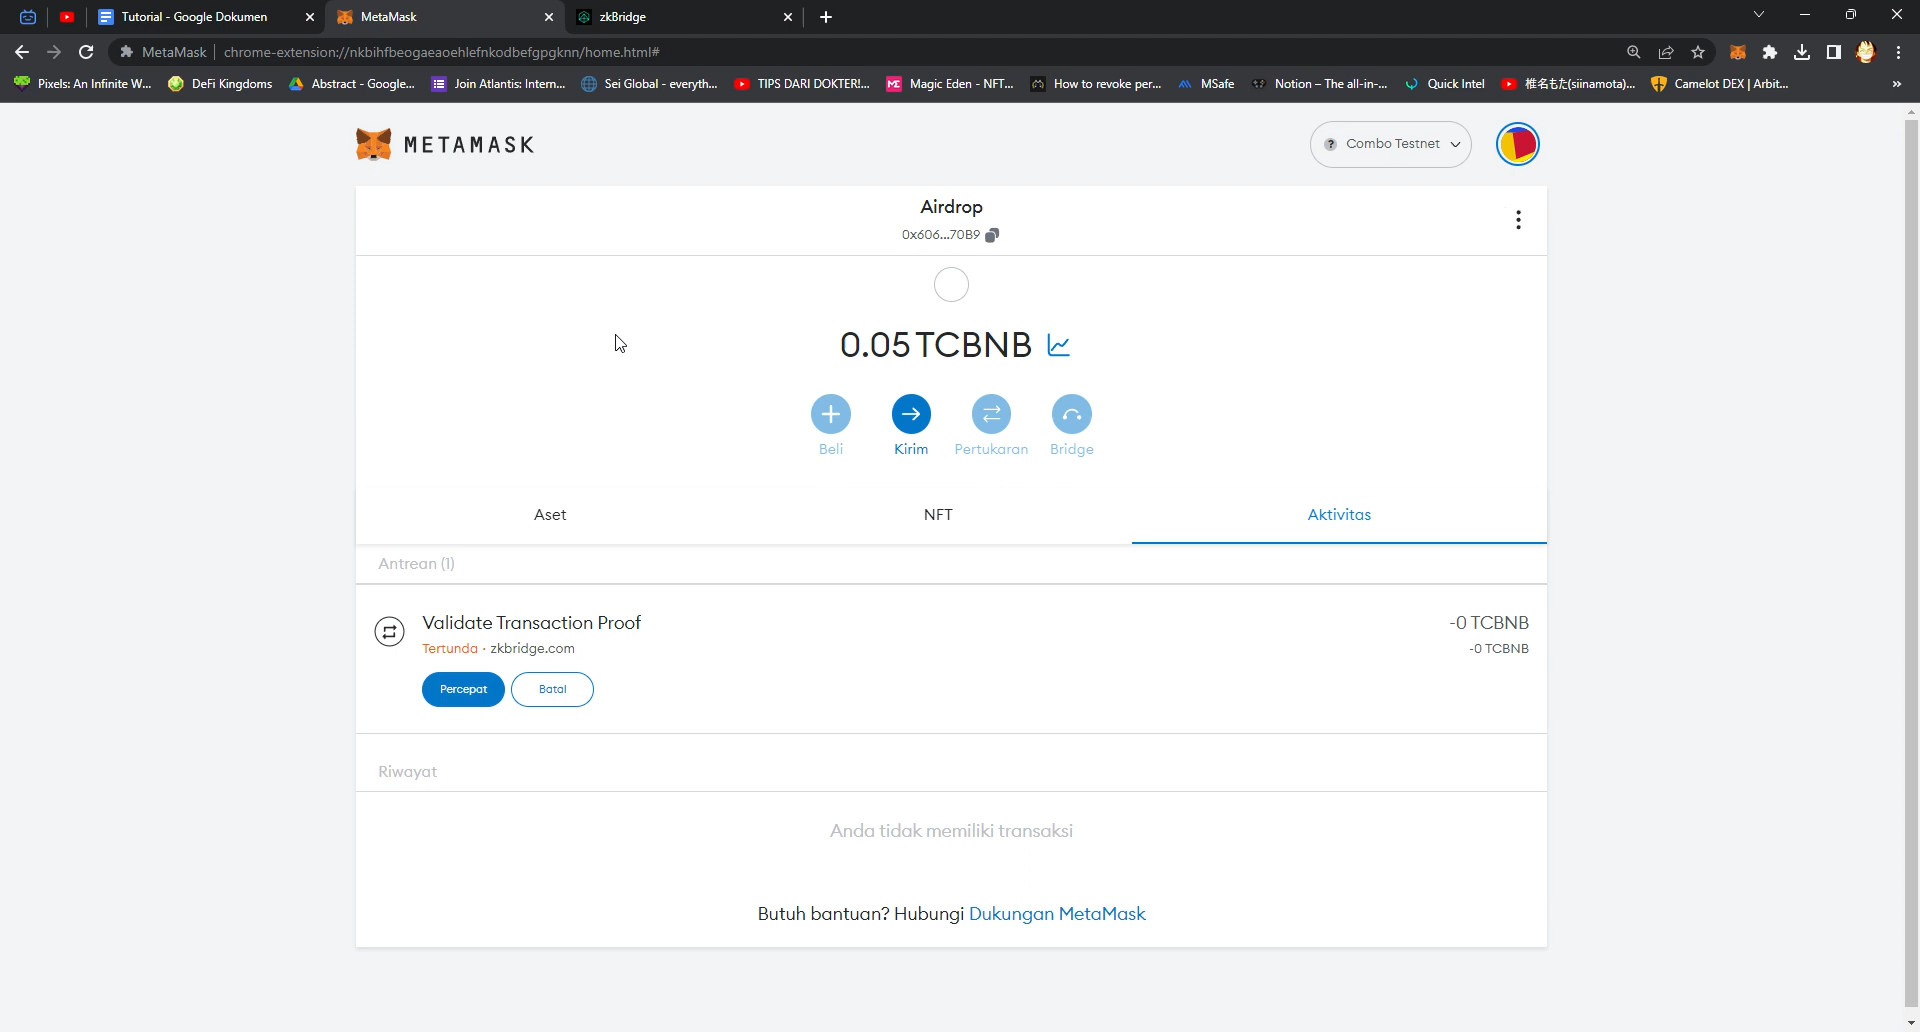 Tutorial - Google Dokumen
MetaMask
zkBridge
MetaMask
chrome-extension://nkbihfbeogaeaoehlefnkodbefgpgknn/home.html#
Pixels: An Infinite W...
DeFi Kingdoms
Abstract - Google...
Join Atlantis: Intern...
Sei Global - everyth...
TIPS DARI DOKTER!...
Magic Eden - NFT...
How to revoke per...
MSafe
Notion – The all-in-...
Quick Intel
椎名もた(siinamota)...
Camelot DEX | Arbit...
METAMASK
? Combo Testnet
Airdrop
0x606...70B9
0.05 TCBNB
Beli
Kirim
Pertukaran
Bridge
Aset
NFT
Aktivitas
Antrean (1)
Validate Transaction Proof
-0 TCBNB
Tertunda · zkbridge.com
-0 TCBNB
Percepat
Batal
Riwayat
Anda tidak memiliki transaksi
Butuh bantuan? Hubungi Dukungan MetaMask